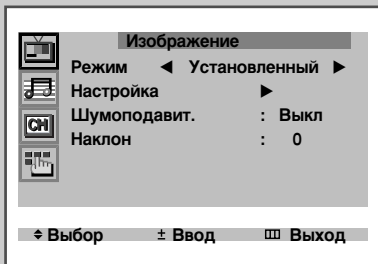 Изображение
Режим ◄ Установленный ►
Настройка ►
Шумоподавит. : Выкл
CH Наклон : 0
Выбор ± Ввод Выход